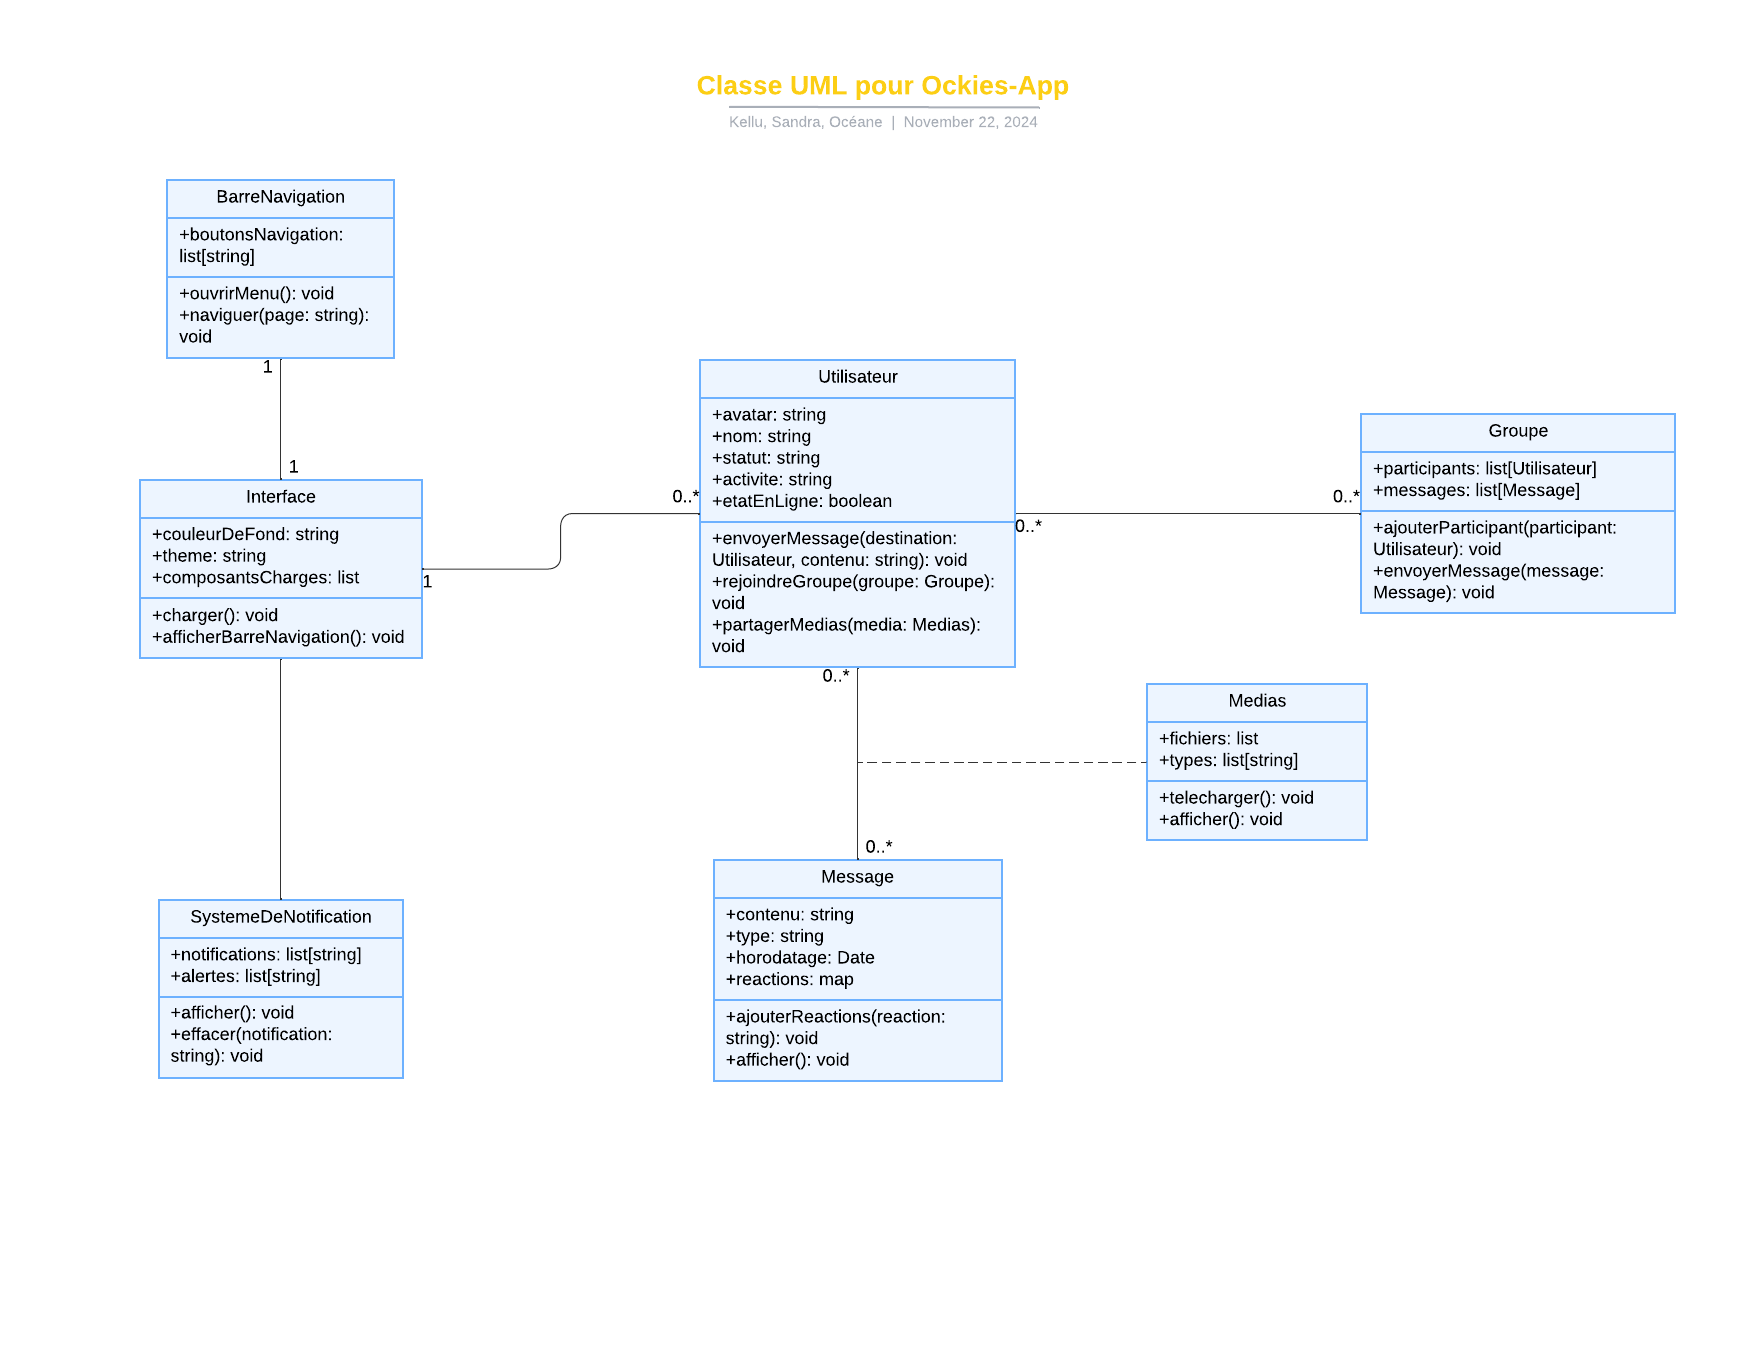 Classe UML pour Ockies-App
Kellu, Sandra, Océane | November 22, 2024
BarreNavigation
+boutonsNavigation:
list[string]
+ouvrirMenu(): void
+naviguer(page: string):
void
1
1
Interface
+couleurDeFond: string
+theme: string
+composantsCharges: list
+charger(): void
+afficherBarreNavigation(): void
1
0..*
Utilisateur
+avatar: string
+nom: string
+statut: string
+activite: string
+etatEnLigne: boolean
+envoyerMessage(destination:
Utilisateur, contenu: string): void
+rejoindreGroupe(groupe: Groupe):
void
+partagerMedias(media: Medias):
void
0..*
0..*
Groupe
+participants: list[Utilisateur]
+messages: list[Message]
+ajouterParticipant(participant:
Utilisateur): void
+envoyerMessage(message:
Message): void
0..*
0..*
Medias
+fichiers: list
+types: list[string]
+telecharger(): void
+afficher(): void
SystemeDeNotification
+notifications: list[string]
+alertes: list[string]
+afficher(): void
+effacer(notification:
string): void
Message
+contenu: string
+type: string
+horodatage: Date
+reactions: map
+ajouterReactions(reaction:
string): void
+afficher(): void